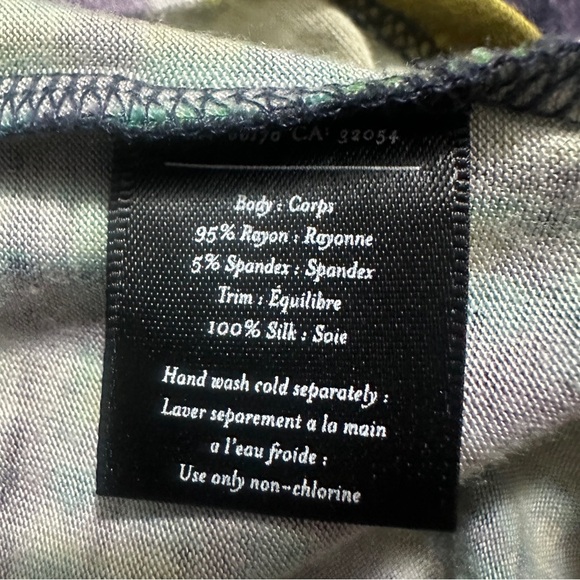 CA: 32054
Body : Corps
95% Rayon : Rayonne
5% Spandex : Spandex
Trim : Équilibre
100% Silk : Soie
Hand wash cold separately :
Laver separement a la main
a l'eau froide :
Use only non-chlorine